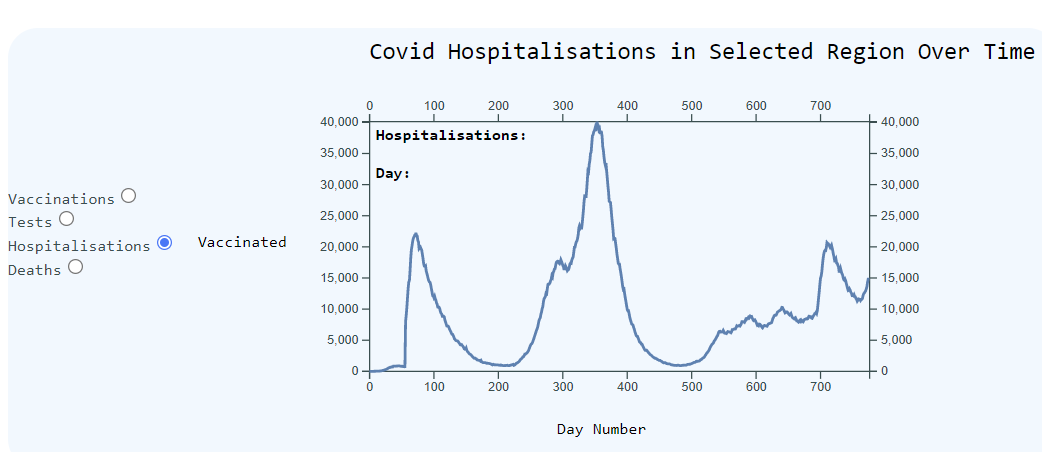 Covid Hospitalisations in Selected Region Over Time
0 100 200 300 400 500 600 700
40,000 40,000
Hospitalisations:
35,000 35,000
Day:
30,000 30,000
Vaccinations
25,000 25,000
Tests
Hospitalisations Vaccinated 20,000 20,000
Deaths
15,000 15,000
10,000 10,000
5,000 5,000
0 0
0 100 200 300 400 500 600 700
Day Number